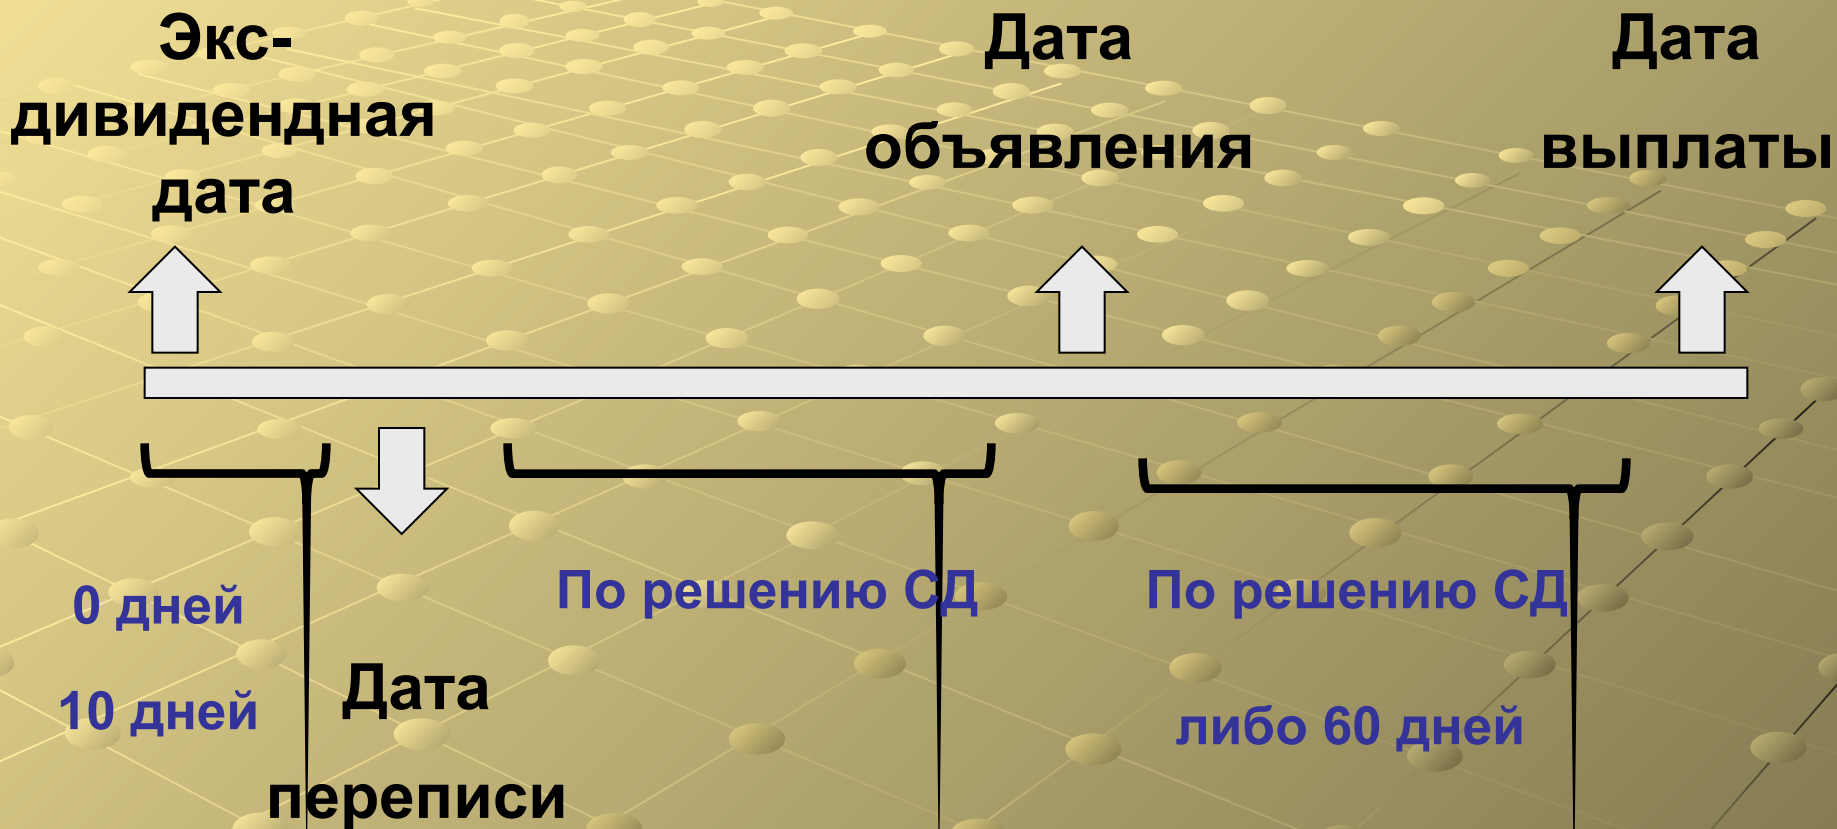 Экс-
дивидендная
дата
Дата
объявления
Дата
выплаты
0 дней
10 дней
Дата
переписи
По решению СД
По решению СД
либо 60 дней